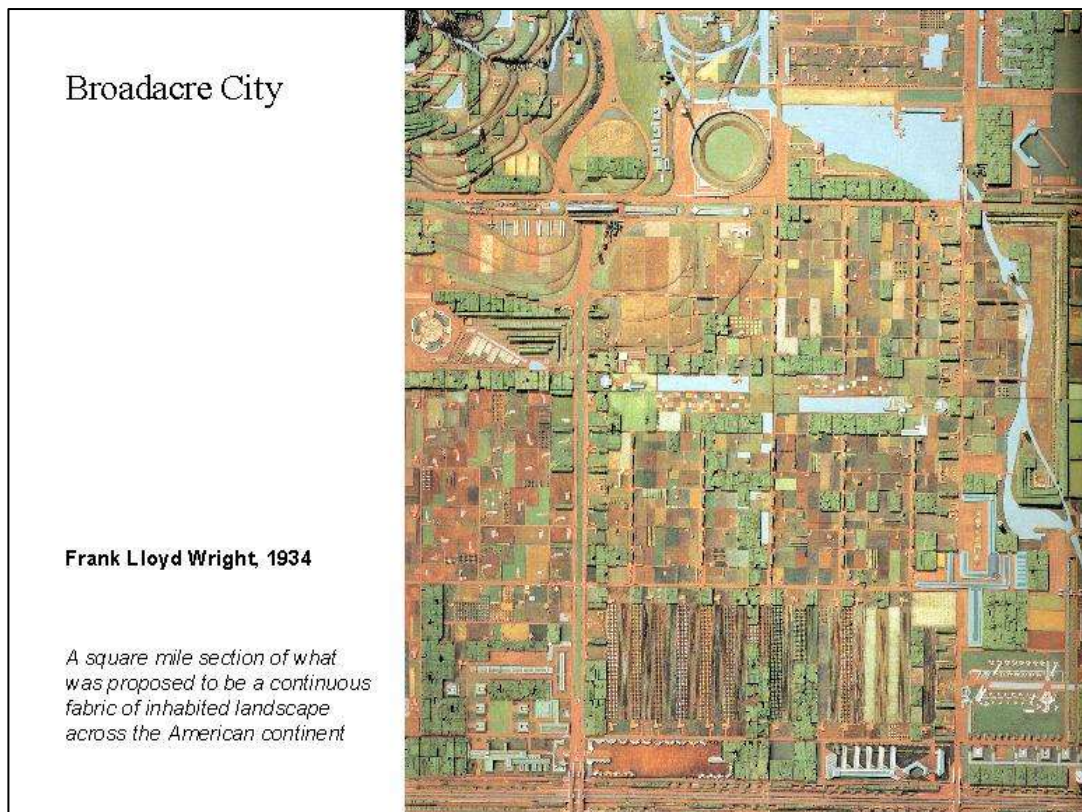 Broadacre City
Frank Lloyd Wright, 1934
A square mile section of what
was proposed to be a continuous
fabric of inhabited landscape
across the American continent